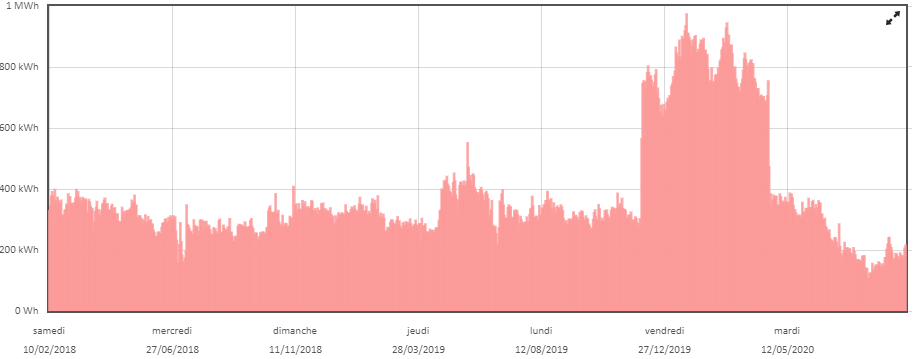 1 MWh
800 kWh
600 kWh
400 kWh
200 kWh
0 Wh
samedi mercredi dimanche jeudi lundi vendredi mardi
10/02/2018 27/06/2018 11/11/2018 28/03/2019 12/08/2019 27/12/2019 12/05/2020